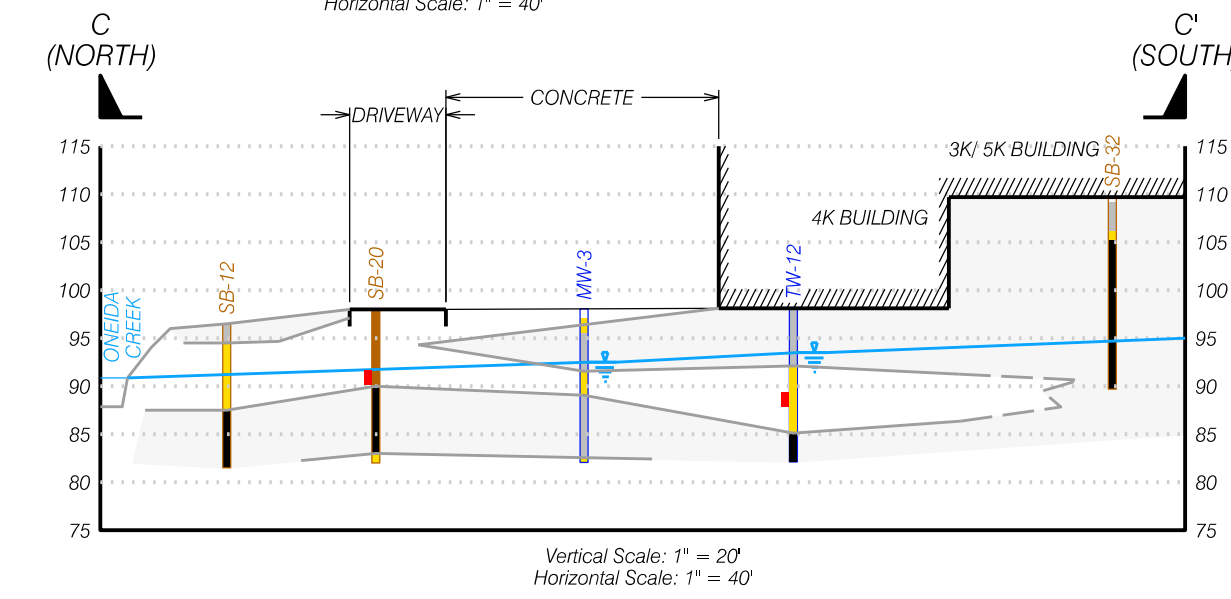 Horizontal Scale: 1" = 40'
C
(NORTH)
C'
(SOUTH)
CONCRETE
DRIVEWAY
115
3K/ 5K BUILDING
SB-32
115
110
4K BUILDING
110
105
105
100
ONEIDA
CREEK
SB-12
SB-20
MW-3
TW-12
100
95
95
90
90
85
85
80
80
75
75
Vertical Scale: 1" = 20'
Horizontal Scale: 1" = 40'